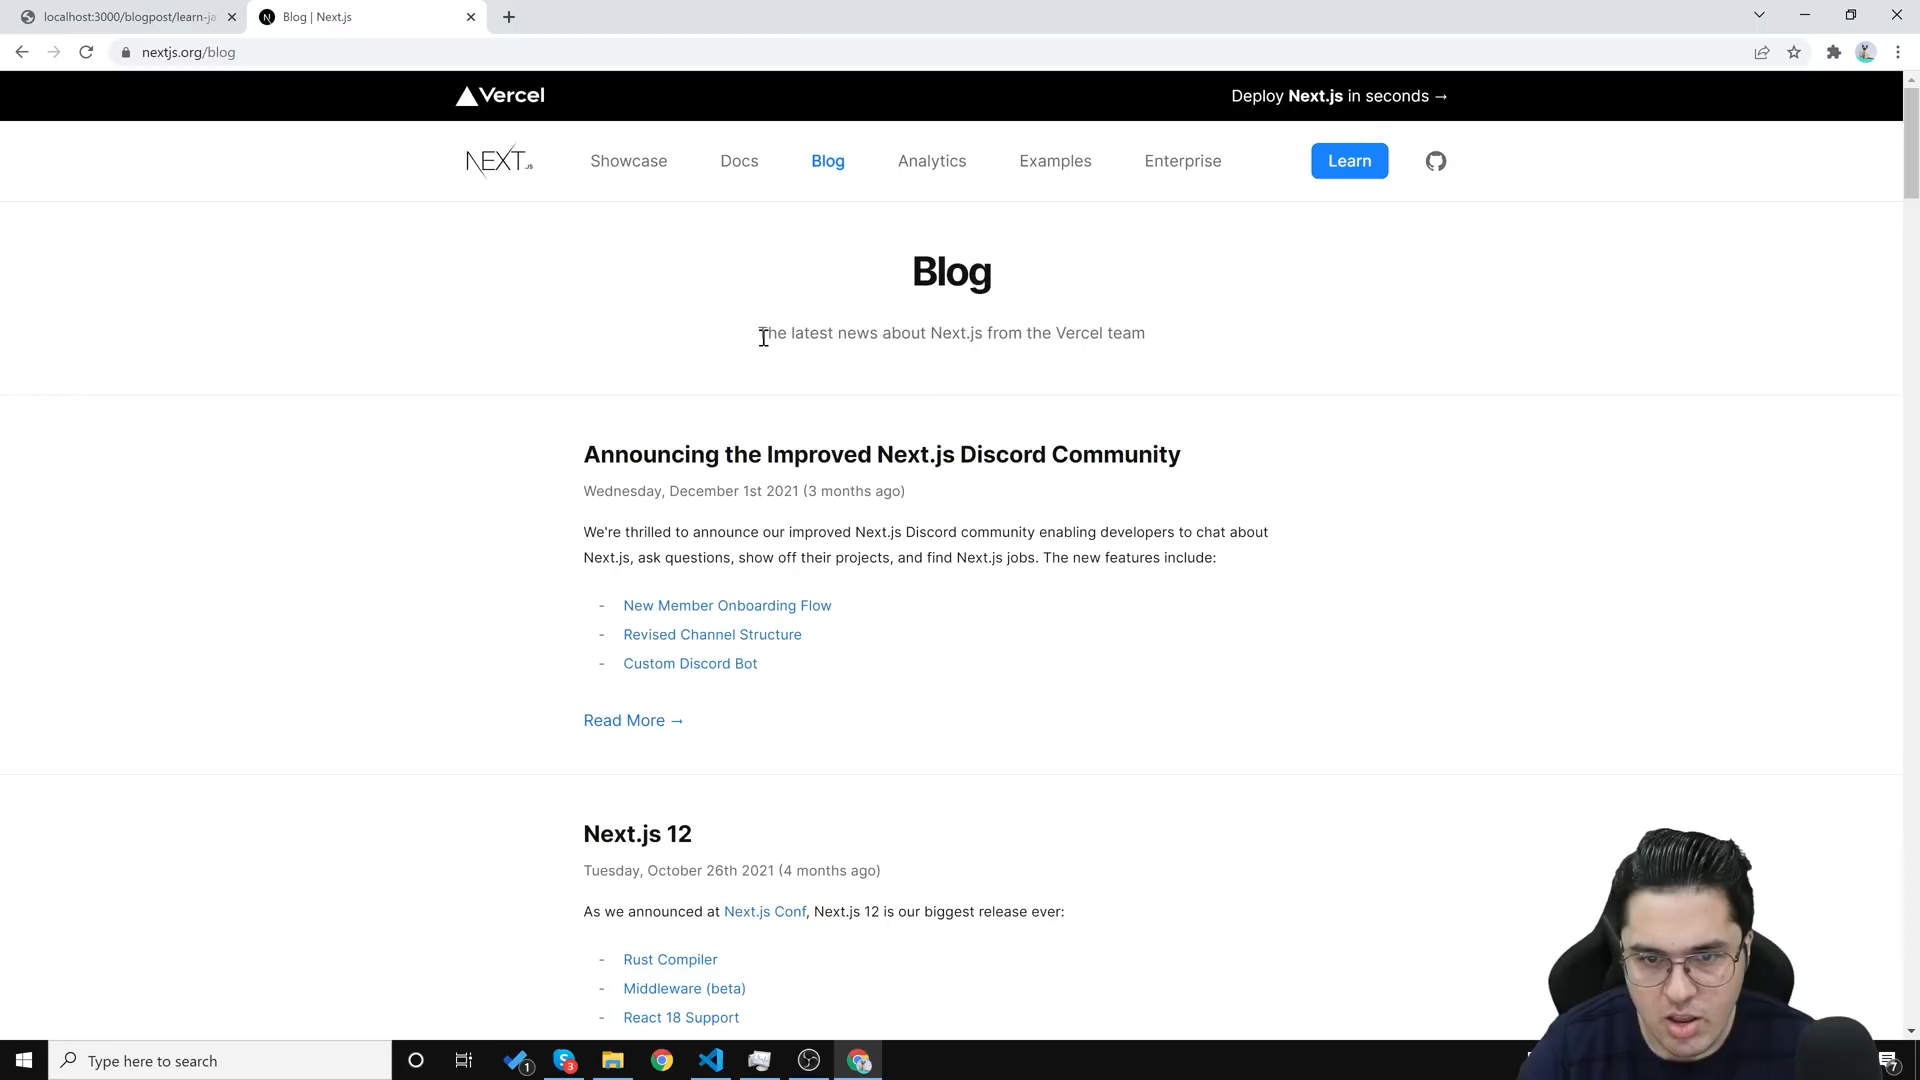 localhost:3000/blogpost/learn-ja
Blog | Next.js
nextjs.org/blog
Vercel
Deploy Next.js in seconds →
NEXT.JS
Showcase
Docs
Blog
Analytics
Examples
Enterprise
Learn
Blog
The latest news about Next.js from the Vercel team
Announcing the Improved Next.js Discord Community
Wednesday, December 1st 2021 (3 months ago)
We're thrilled to announce our improved Next.js Discord community enabling developers to chat about
Next.js, ask questions, show off their projects, and find Next.js jobs. The new features include:
- New Member Onboarding Flow
- Revised Channel Structure
- Custom Discord Bot
Read More →
Next.js 12
Tuesday, October 26th 2021 (4 months ago)
As we announced at Next.js Conf, Next.js 12 is our biggest release ever:
- Rust Compiler
- Middleware (beta)
- React 18 Support
Type here to search
1
3
7